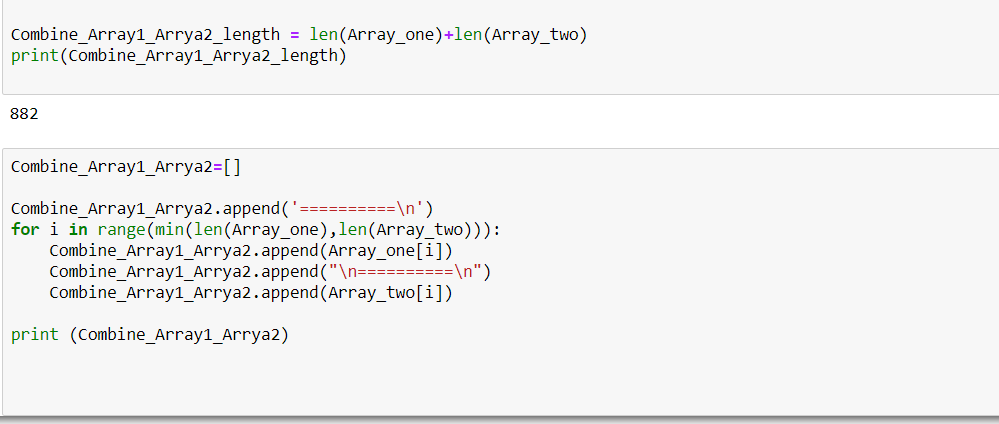 Combine_Array1_Arrya2_length = len(Array_one)+len(Array_two)
print(Combine_Array1_Arrya2_length)
882
Combine_Array1_Arrya2=[]
Combine_Array1_Arrya2.append('==========\n')
for i in range(min(len(Array_one),len(Array_two))):
    Combine_Array1_Arrya2.append(Array_one[i])
    Combine_Array1_Arrya2.append("\n==========\n")
    Combine_Array1_Arrya2.append(Array_two[i])
print (Combine_Array1_Arrya2)